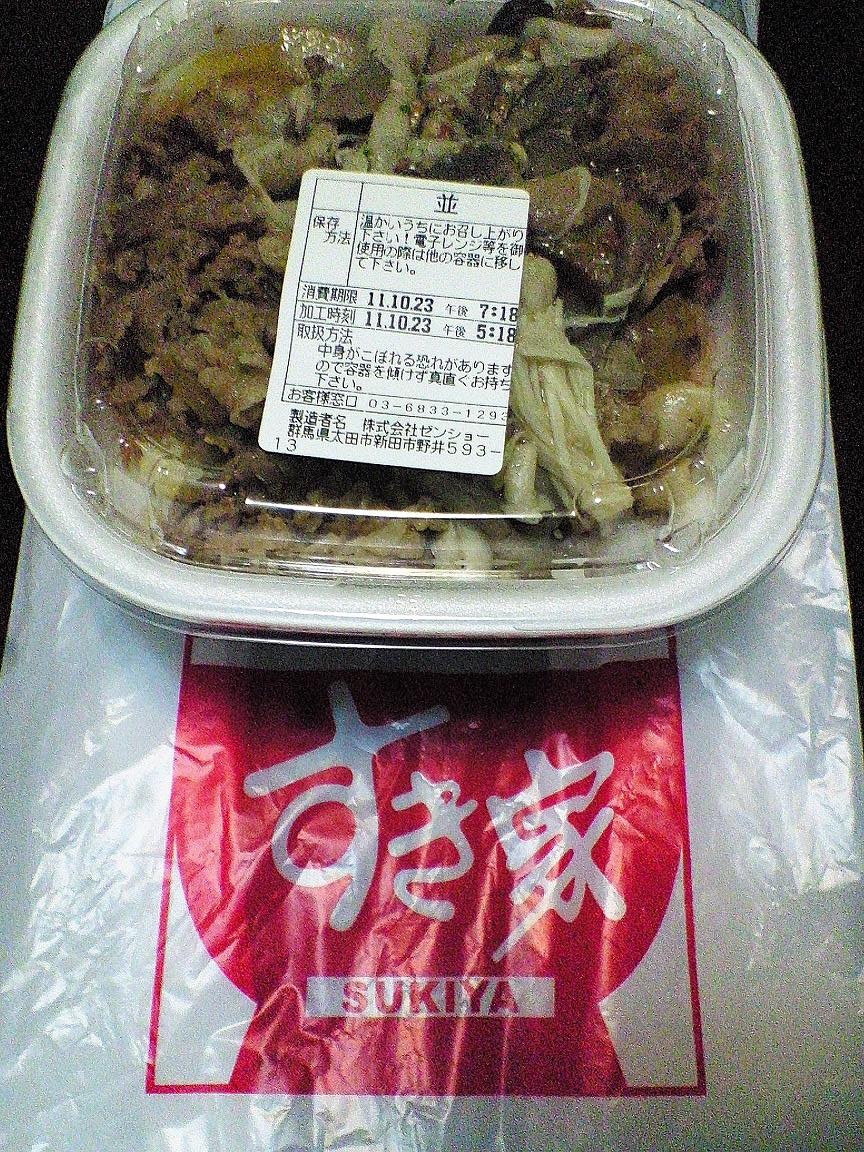 並
保存
方法
温かいうちにお召し上がり
下さい！電子レンジ等を御
使用の際は他の容器に移し
て下さい。
消費期限 11.10.23 午後 7:18
加工時刻 11.10.23 午後 5:18
取扱方法
中身がこぼれる恐れがあります
ので容器を傾けず真直ぐお持ち
下さい。
お客様窓口 03-6833-1293
製造者名 株式会社ゼンショー
群馬県太田市新田市野井593-
13
すき家
SUKIYA